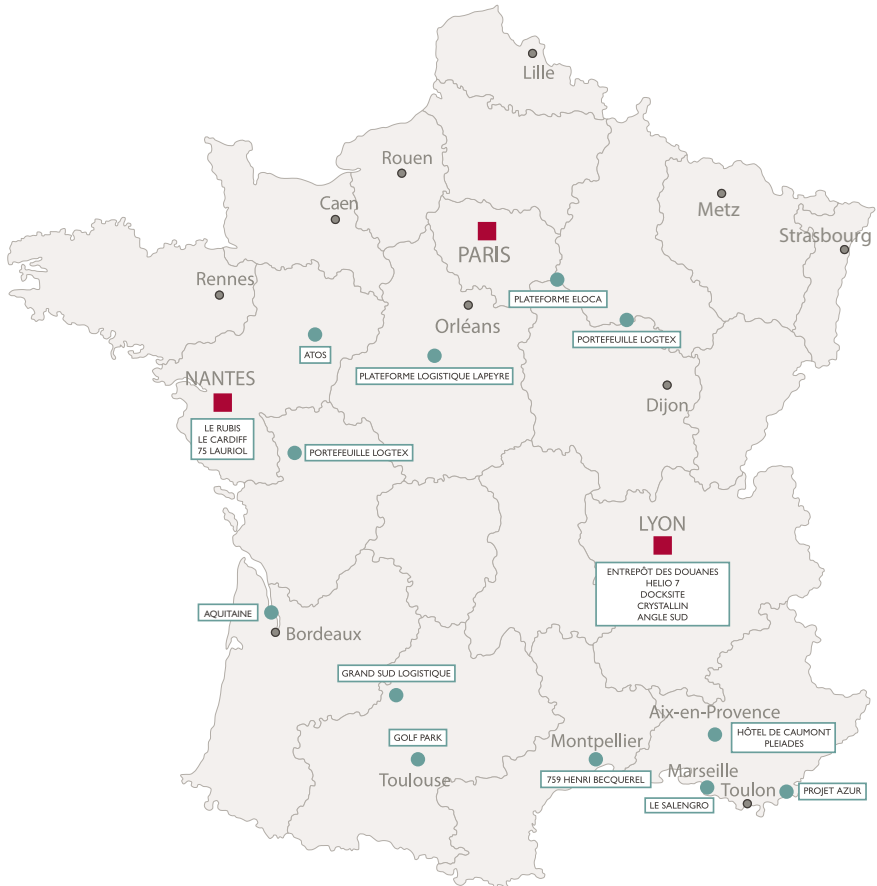 Lille
Rouen
Caen
Metz
Strasbourg
PARIS
Rennes
PLATEFORME ELOCA
Orléans
PORTEFEUILLE LOGTEX
ATOS
PLATEFORME LOGISTIQUE LAPEYRE
NANTES
Dijon
LE RUBIS
LE CARDIFF
75 LAURIOL
PORTEFEUILLE LOGTEX
LYON
ENTREPÔT DES DOUANES
HELIO 7
DOCKSITE
CRYSTALLIN
ANGLE SUD
AQUITAINE
Bordeaux
GRAND SUD LOGISTIQUE
Aix-en-Provence
HÔTEL DE CAUMONT
PLEIADES
GOLF PARK
Montpellier
Toulouse
759 HENRI BECQUEREL
Marseille
Toulon
PROJET AZUR
LE SALENGRO